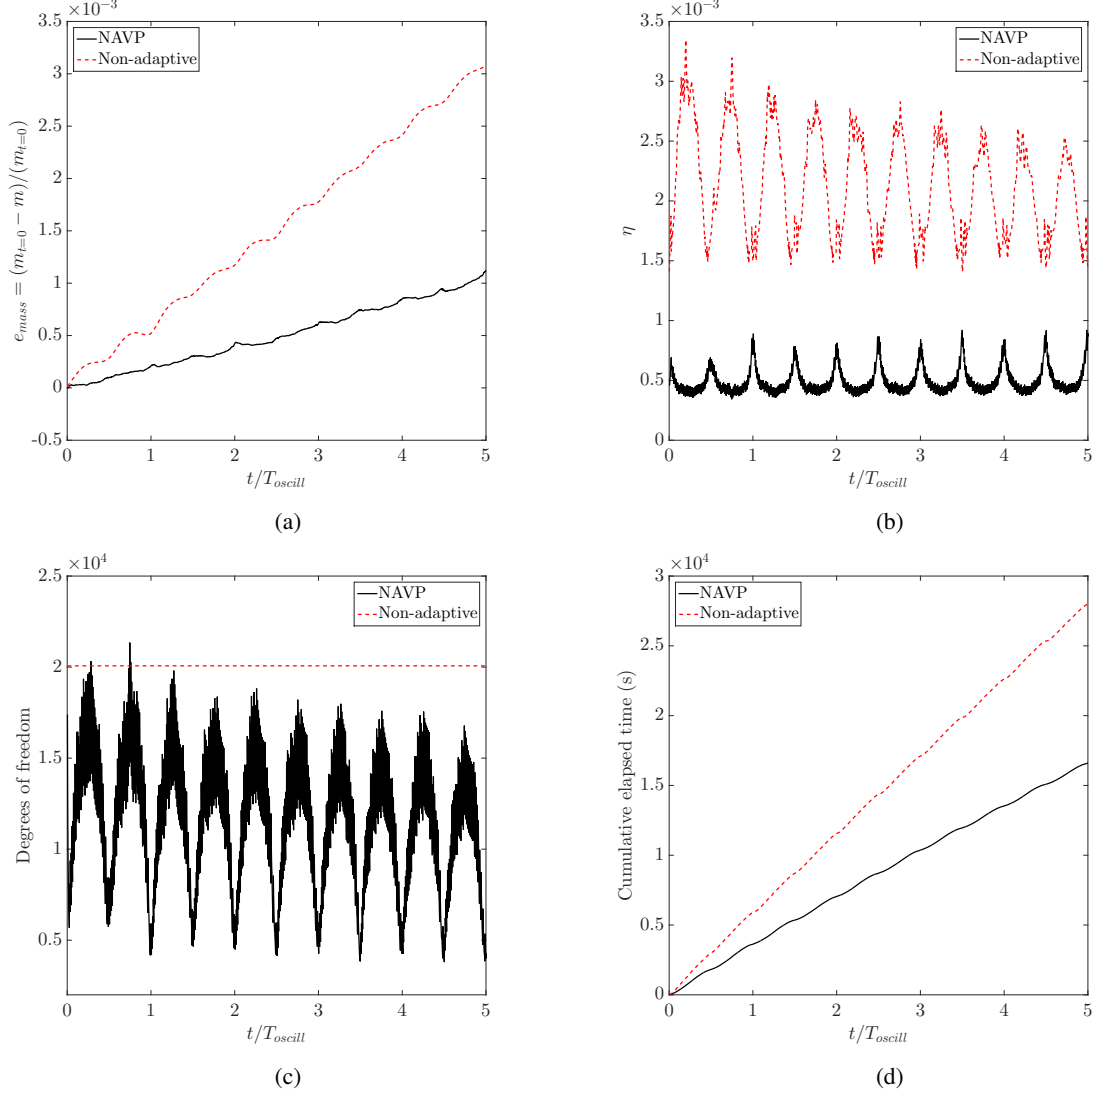 ×10⁻³
3.5
3
2.5
2
1.5
1
0.5
0
-0.5
0 1 2 3 4 5
e_mass = (m_{t=0} − m)/(m_{t=0})
t/T_oscill
NAVP
Non-adaptive
(a)
×10⁻³
3.5
3
2.5
2
1.5
1
0.5
0
0 1 2 3 4 5
η
t/T_oscill
NAVP
Non-adaptive
(b)
×10⁴
2.5
2
1.5
1
0.5
0 1 2 3 4 5
Degrees of freedom
t/T_oscill
NAVP
Non-adaptive
(c)
×10⁴
3
2.5
2
1.5
1
0.5
0
0 1 2 3 4 5
Cumulative elapsed time (s)
t/T_oscill
NAVP
Non-adaptive
(d)